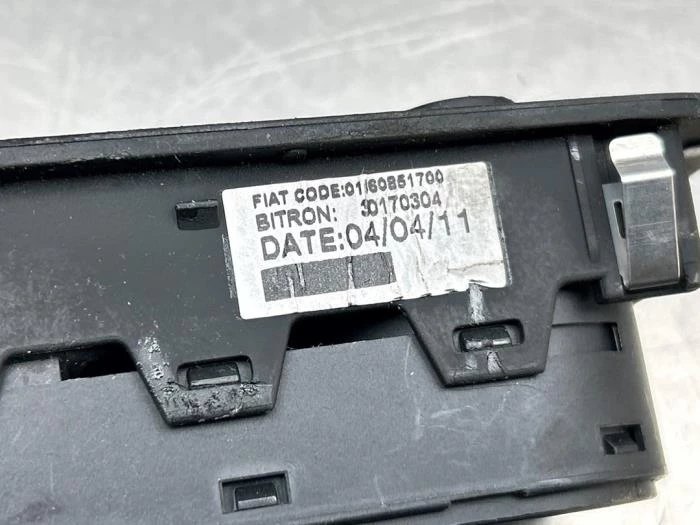 FIAT CODE:01/60851700
BITRON: 30170304
DATE:04/04/11